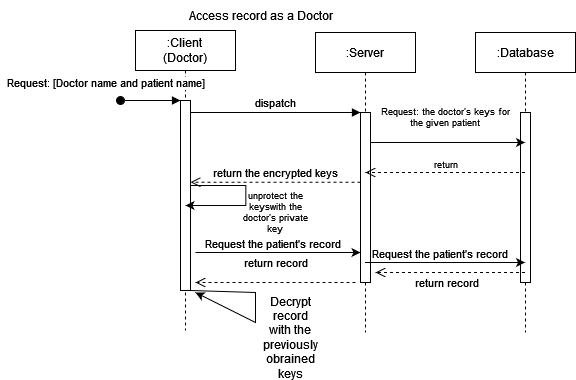 Access record as a Doctor
:Client
(Doctor)
:Server
:Database
Request: [Doctor name and patient name]
dispatch
Request: the doctor's keys for
the given patient
return the encrypted keys
return
unprotect the
keyswith the
doctor's private
key
Request the patient's record
Request the patient's record
return record
return record
Decrypt
record
with the
previously
obrained
keys